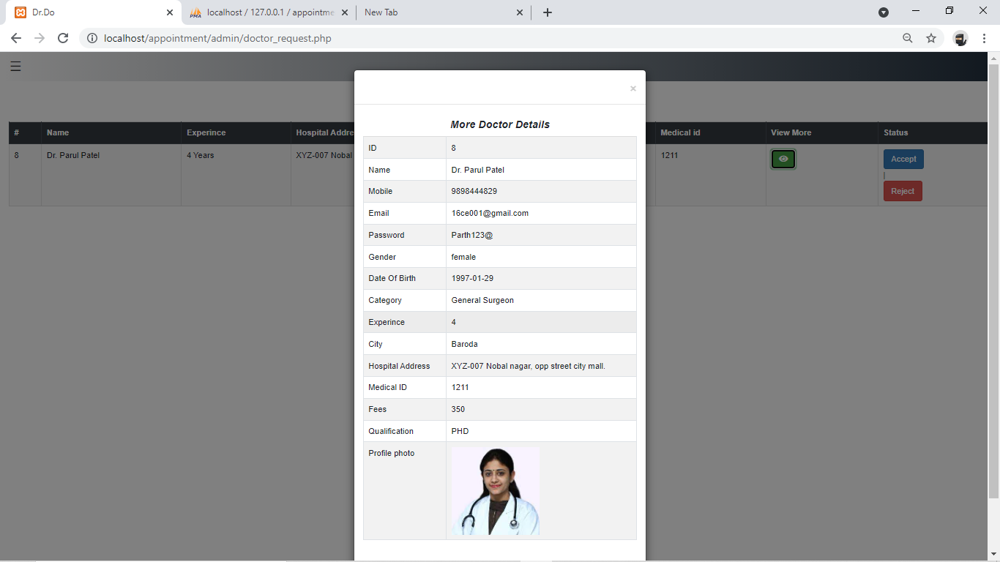 Dr.Do
localhost / 127.0.0.1 / appointme
New Tab
localhost/appointment/admin/doctor_request.php
☰
×
More Doctor Details
# Name Experince Hospital Addre Medical id View More Status
8 Dr. Parul Patel 4 Years XYZ-007 Nobal 1211 Accept
|
Reject
ID 8
Name Dr. Parul Patel
Mobile 9898444829
Email 16ce001@gmail.com
Password Parth123@
Gender female
Date Of Birth 1997-01-29
Category General Surgeon
Experince 4
City Baroda
Hospital Address XYZ-007 Nobal nagar, opp street city mall.
Medical ID 1211
Fees 350
Qualification PHD
Profile photo